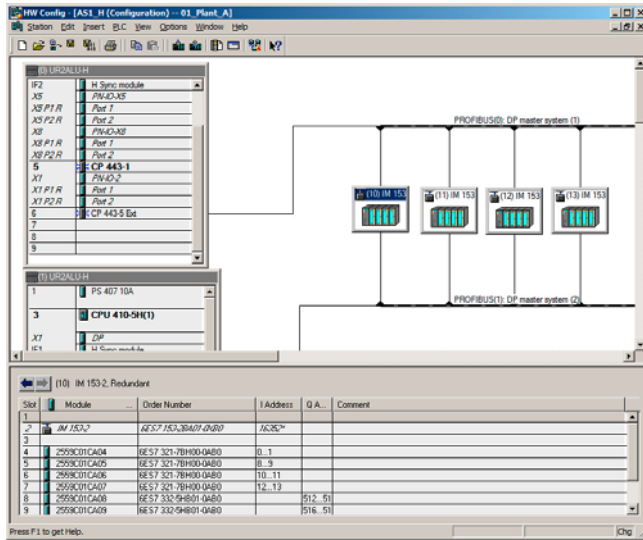 HW Config - [AS1_H (Configuration) -- 01_Plant_A]
Station Edit Insert PLC View Options Window Help
(0) UR2ALU-H
IF2 H Sync module
X5 PN-IO-X5
X5 P1 R Port 1
X5 P2 R Port 2
X8 PN-IO-X8
X8 P1 R Port 1
X8 P2 R Port 2
5 CP 443-1
X1 PN-IO-2
X1 P1 R Port 1
X1 P2 R Port 2
6 CP 443-5 Ext
7
8
9
(1) UR2ALU-H
1 PS 407 10A
3 CPU 410-5H(1)
X1 DP
IF1 H Sync module
PROFIBUS(0): DP master system (1)
(10) IM 153 (11) IM 153 (12) IM 153 (13) IM 153
PROFIBUS(1): DP master system (2)
(10) IM 153-2, Redundant
Slot Module ... Order Number I Address Q A... Comment
1
2 IM 153-2 6ES7 153-2BA01-0XB0 16352*
4 2559C01CA04 6ES7 321-7BH00-0AB0 0...1
5 2559C01CA05 6ES7 321-7BH00-0AB0 8...9
6 2559C01CA06 6ES7 321-7BH00-0AB0 10...11
7 2559C01CA07 6ES7 321-7BH00-0AB0 12...13
8 2559C01CA08 6ES7 332-5HB01-0AB0 512...51
9 2559C01CA09 6ES7 332-5HB01-0AB0 516...51
Press F1 to get Help.
Chg